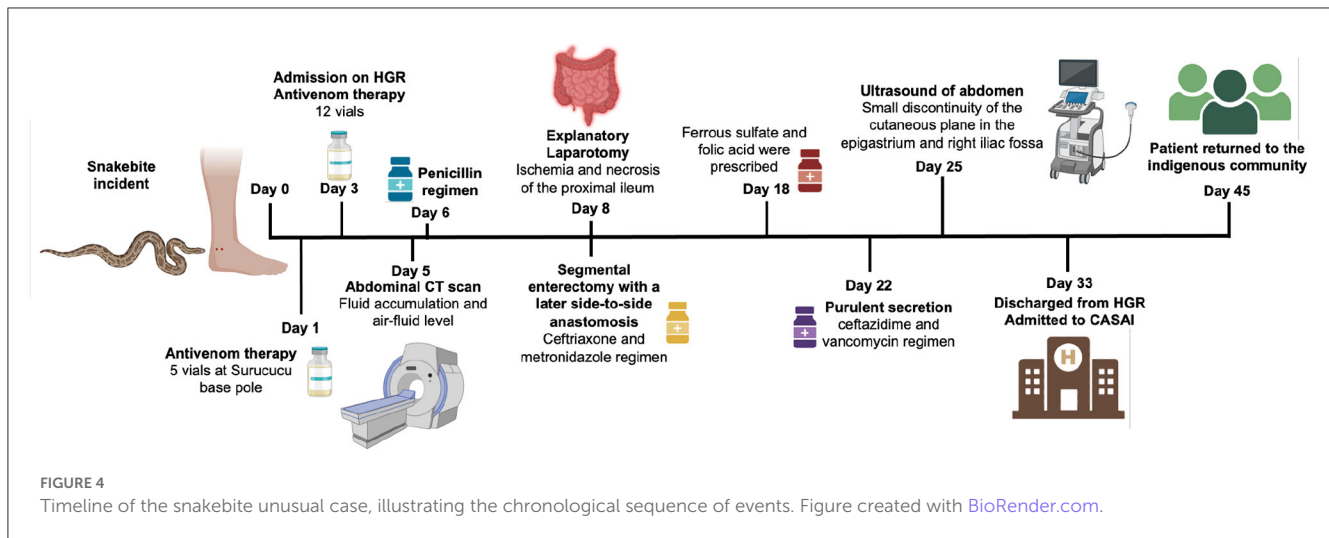 Snakebite
incident
Day 0
Admission on HGR
Antivenom therapy
12 vials
Day 3
Penicillin
regimen
Day 6
Explanatory
Laparotomy
Ischemia and necrosis
of the proximal ileum
Day 8
Ferrous sulfate and
folic acid were
prescribed
Day 18
Ultrasound of abdomen
Small discontinuity of the
cutaneous plane in the
epigastrium and right iliac fossa
Day 25
Patient returned to the
indigenous community
Day 45
Day 1
Antivenom therapy
5 vials at Surucucu
base pole
Day 5
Abdominal CT scan
Fluid accumulation and
air-fluid level
Segmental
enterectomy with a
later side-to-side
anastomosis
Ceftriaxone and
metronidazole regimen
Day 22
Purulent secretion
ceftazidime and
vancomycin regimen
Day 33
Discharged from HGR
Admitted to CASAI
H
FIGURE 4
Timeline of the snakebite unusual case, illustrating the chronological sequence of events. Figure created with BioRender.com.